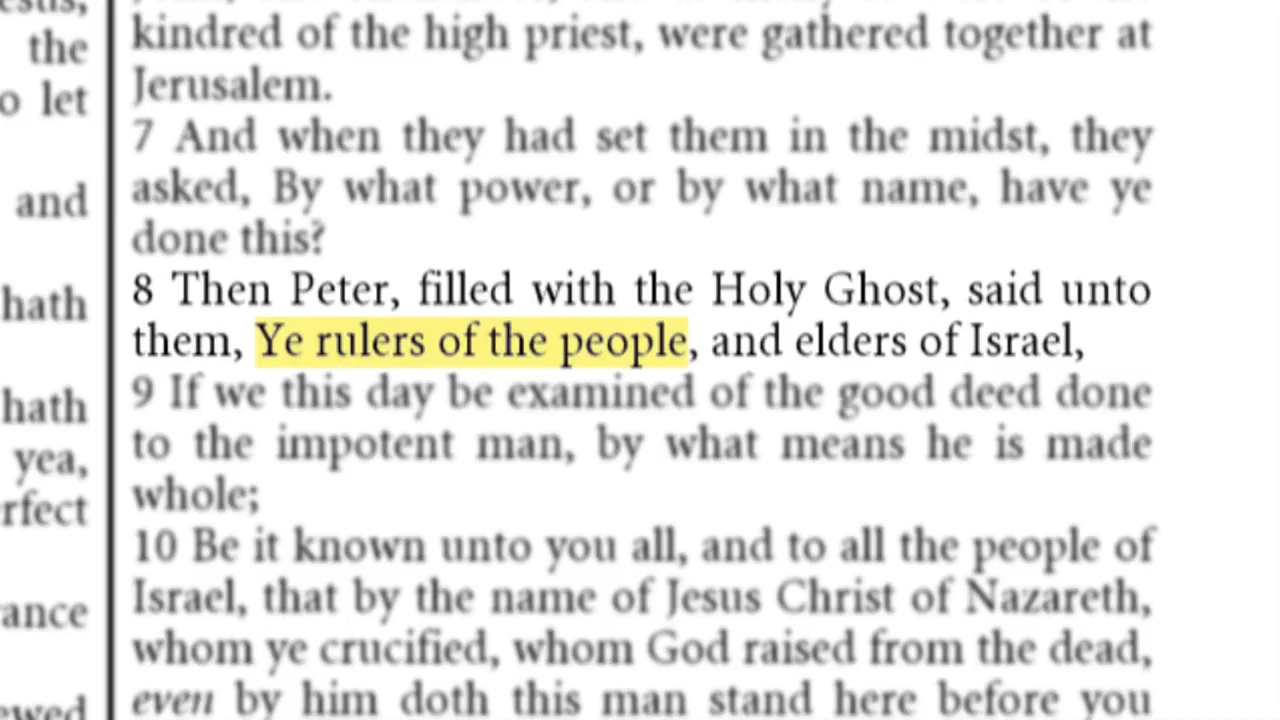 the
o let
and
hath
hath
yea,
rfect
ance
ewed
kindred of the high priest, were gathered together at
Jerusalem.
7 And when they had set them in the midst, they
asked, By what power, or by what name, have ye
done this?
8 Then Peter, filled with the Holy Ghost, said unto
them, Ye rulers of the people, and elders of Israel,
9 If we this day be examined of the good deed done
to the impotent man, by what means he is made
whole;
10 Be it known unto you all, and to all the people of
Israel, that by the name of Jesus Christ of Nazareth,
whom ye crucified, whom God raised from the dead,
even by him doth this man stand here before you